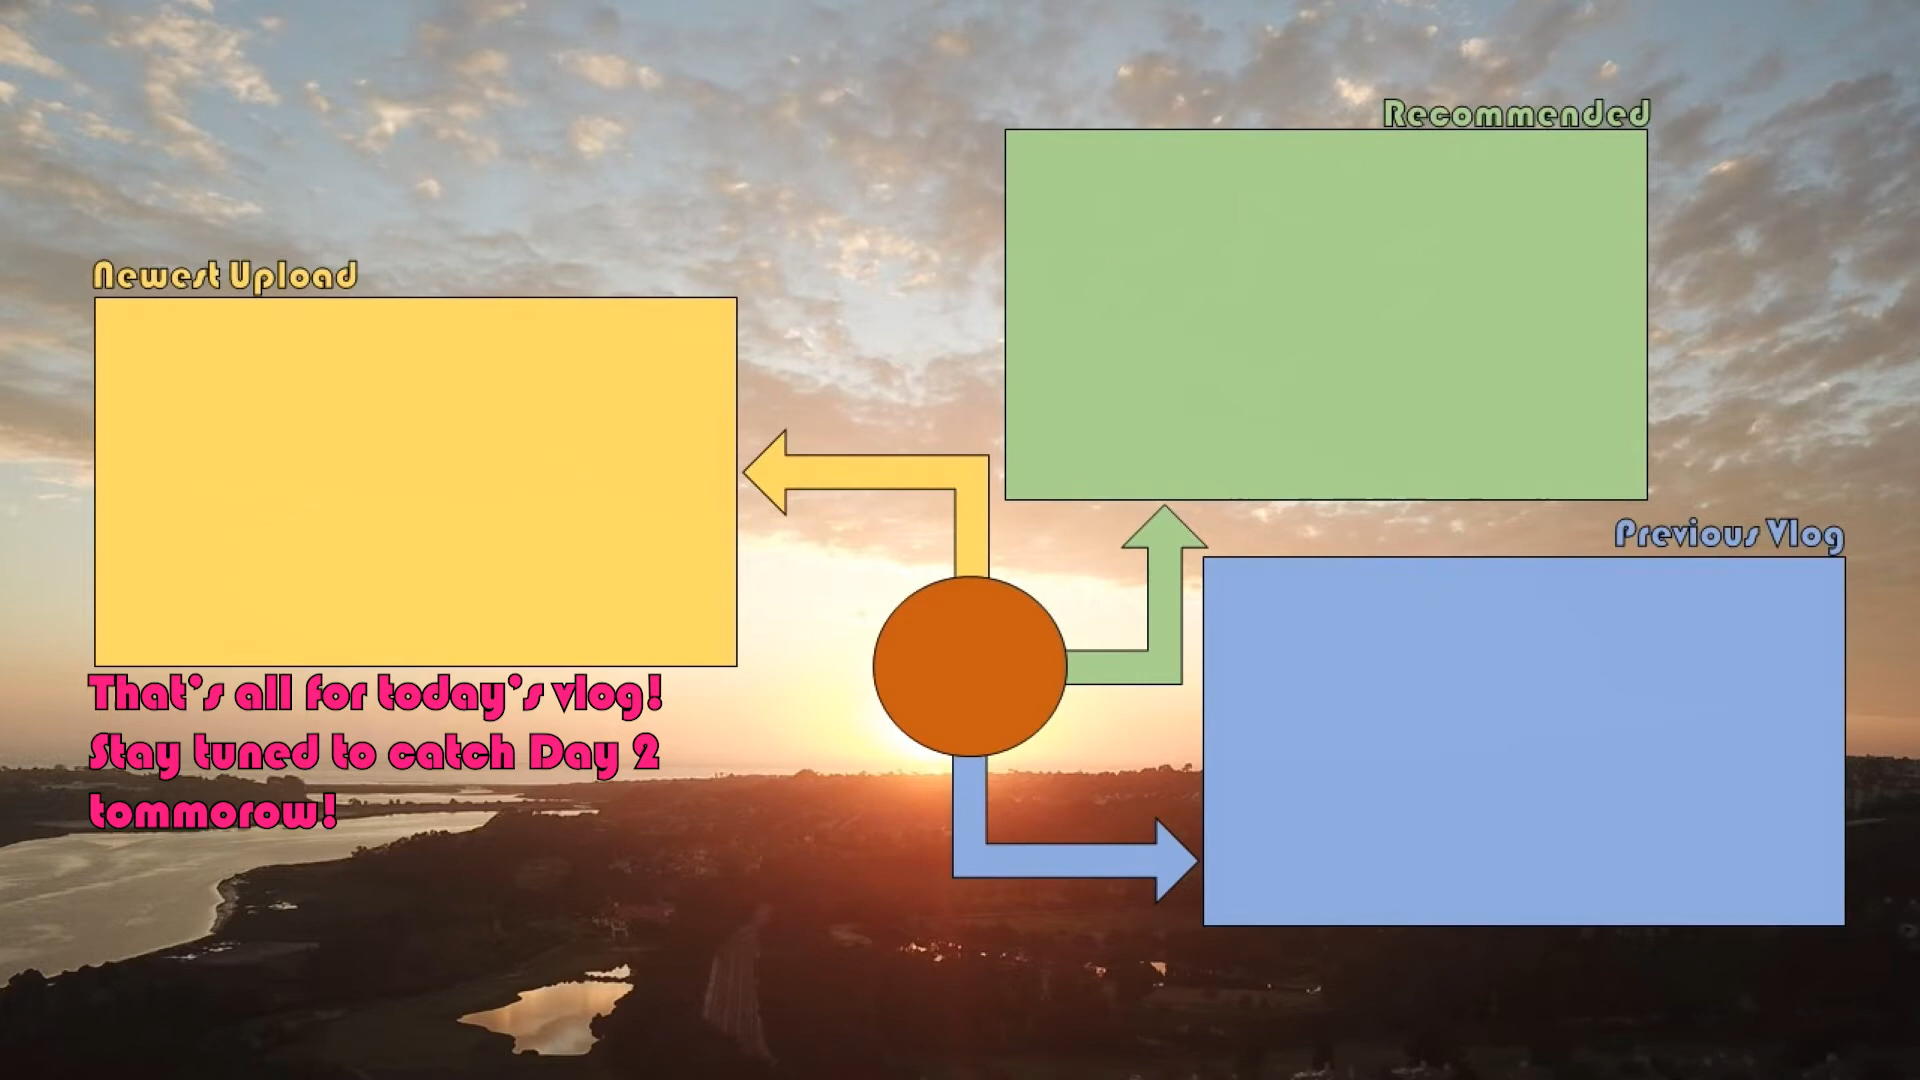 Recommended
Newest Upload
Previous Vlog
That's all for today's vlog!
Stay tuned to catch Day 2
tommorow!